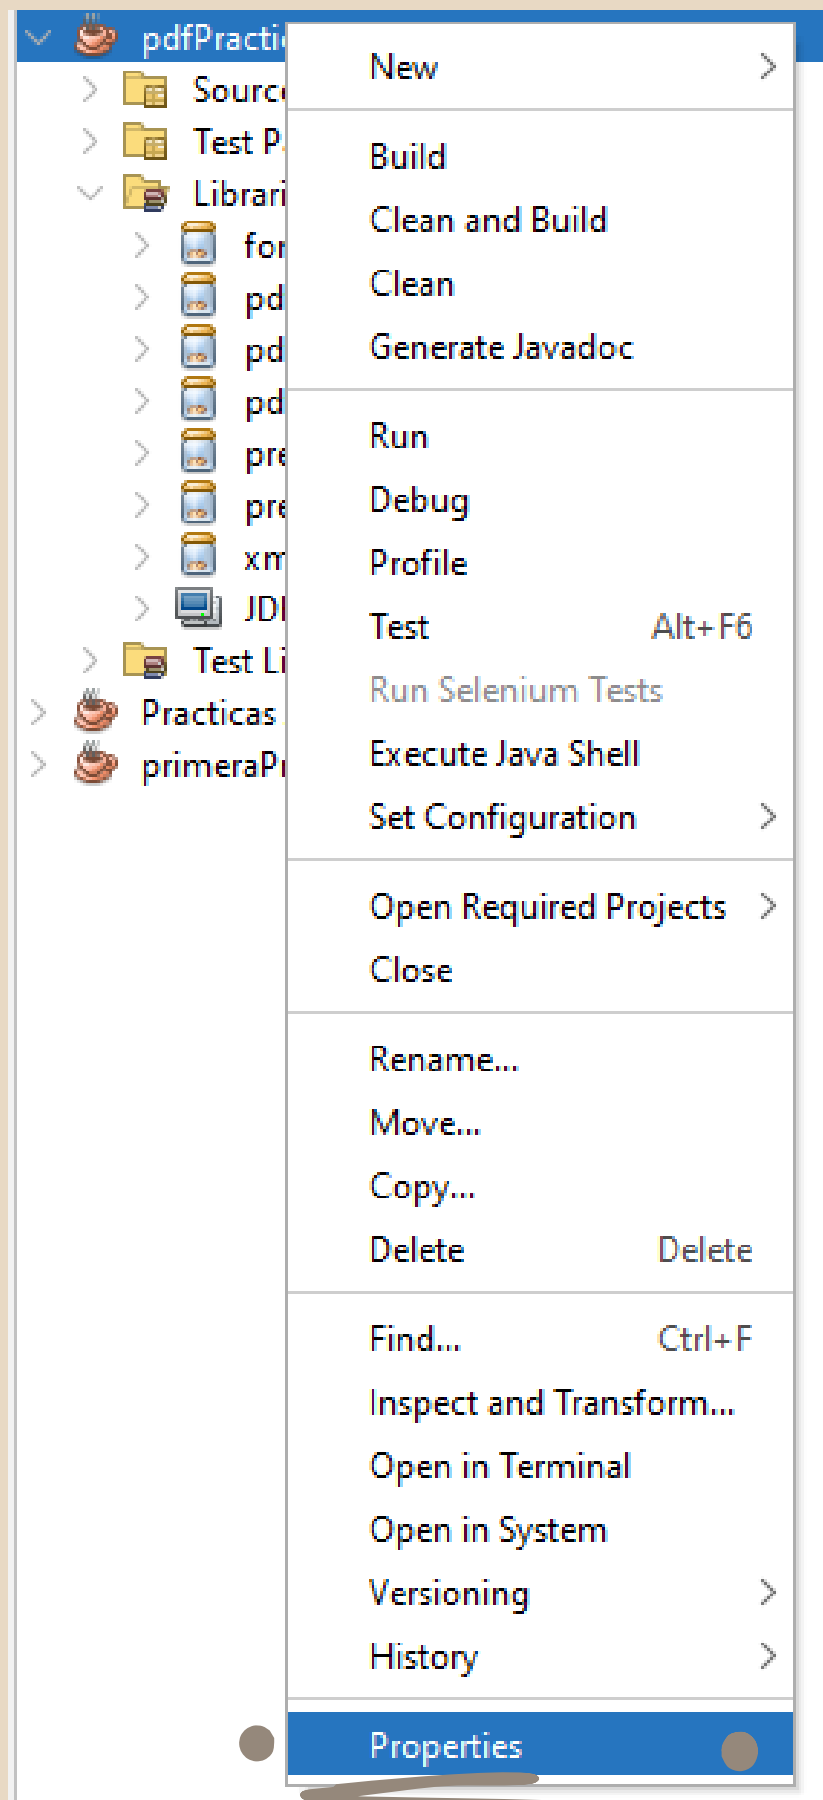 pdfPracti
New
Source
Build
Test P
Clean and Build
Librari
Clean
for
pd
Generate Javadoc
pd
pd
Run
pre
Debug
pre
Profile
xm
JD
Test Alt+F6
Test Li
Run Selenium Tests
Practicas
Execute Java Shell
primeraPr
Set Configuration
Open Required Projects
Close
Rename...
Move...
Copy...
Delete Delete
Find... Ctrl+F
Inspect and Transform...
Open in Terminal
Open in System
Versioning
History
Properties